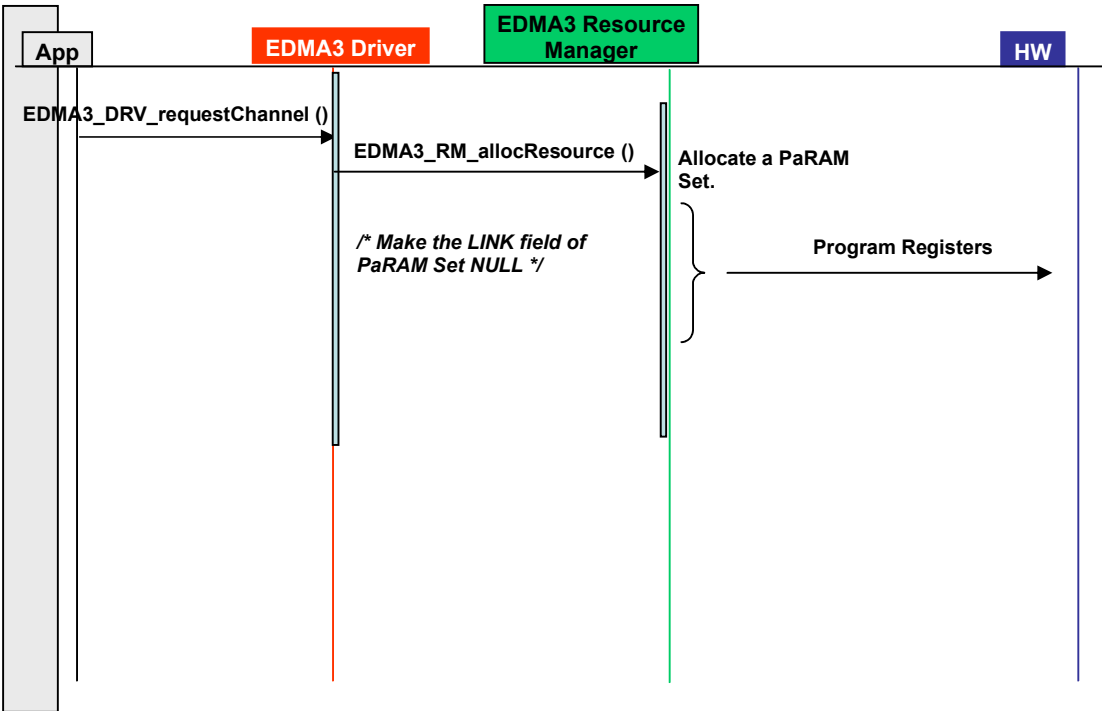 EDMA3 Resource
Manager
App
EDMA3 Driver
HW
EDMA3_DRV_requestChannel ()
EDMA3_RM_allocResource ()
Allocate a PaRAM
Set.
/* Make the LINK field of
PaRAM Set NULL */
Program Registers